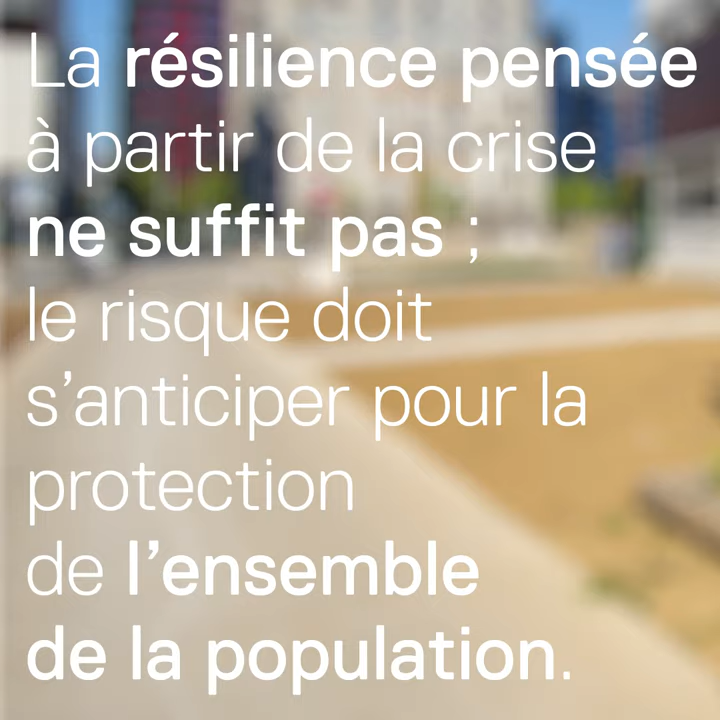 La résilience pensée
à partir de la crise
ne suffit pas ;
le risque doit
s’anticiper pour la
protection
de l’ensemble
de la population.